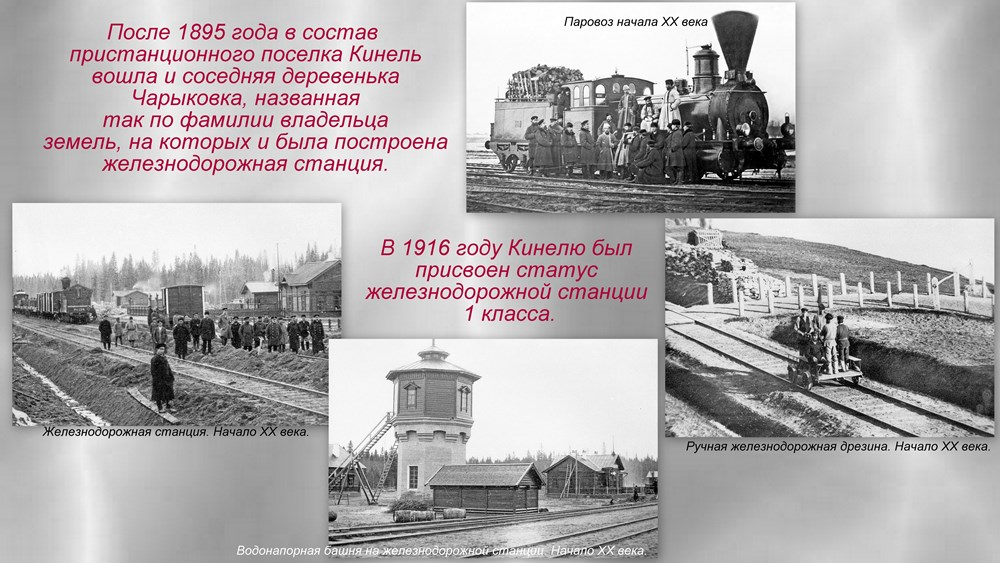 После 1895 года в состав
пристанционного поселка Кинель
вошла и соседняя деревенька
Чарыковка, названная
так по фамилии владельца
земель, на которых и была построена
железнодорожная станция.
Паровоз начала XX века
В 1916 году Кинелю был
присвоен статус
железнодорожной станции
1 класса.
Железнодорожная станция. Начало XX века.
Ручная железнодорожная дрезина. Начало XX века.
Водонапорная башня на железнодорожной станции. Начало XX века.